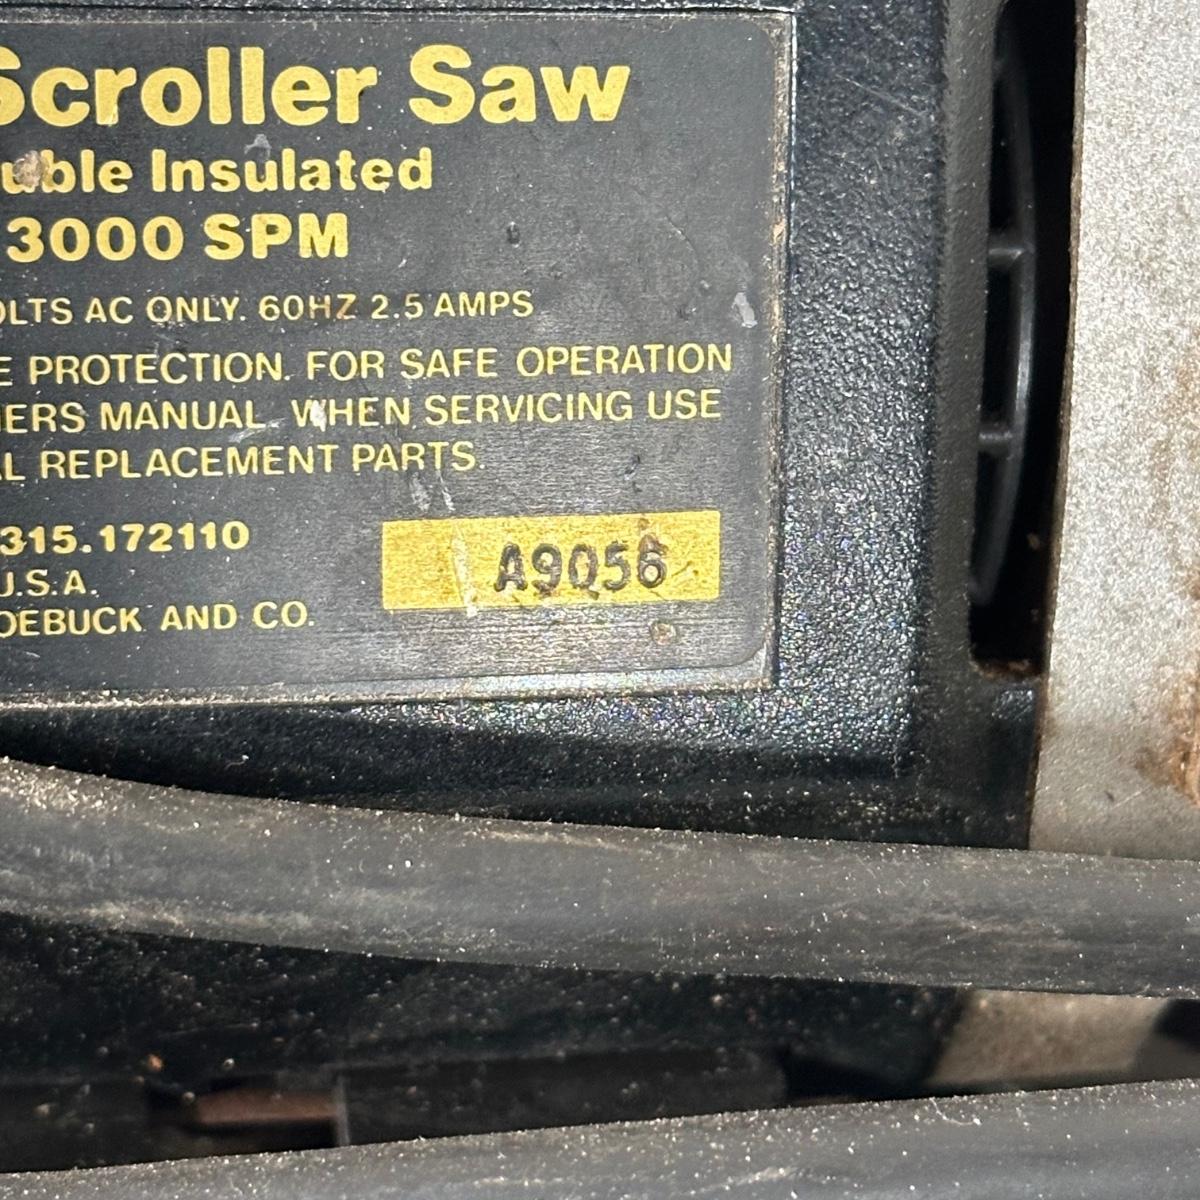 Scroller Saw
uble Insulated
3000 SPM
OLTS AC ONLY. 60HZ 2.5 AMPS
E PROTECTION. FOR SAFE OPERATION
ERS MANUAL. WHEN SERVICING USE
L REPLACEMENT PARTS.
315.172110
A9056
U.S.A.
OEBUCK AND CO.